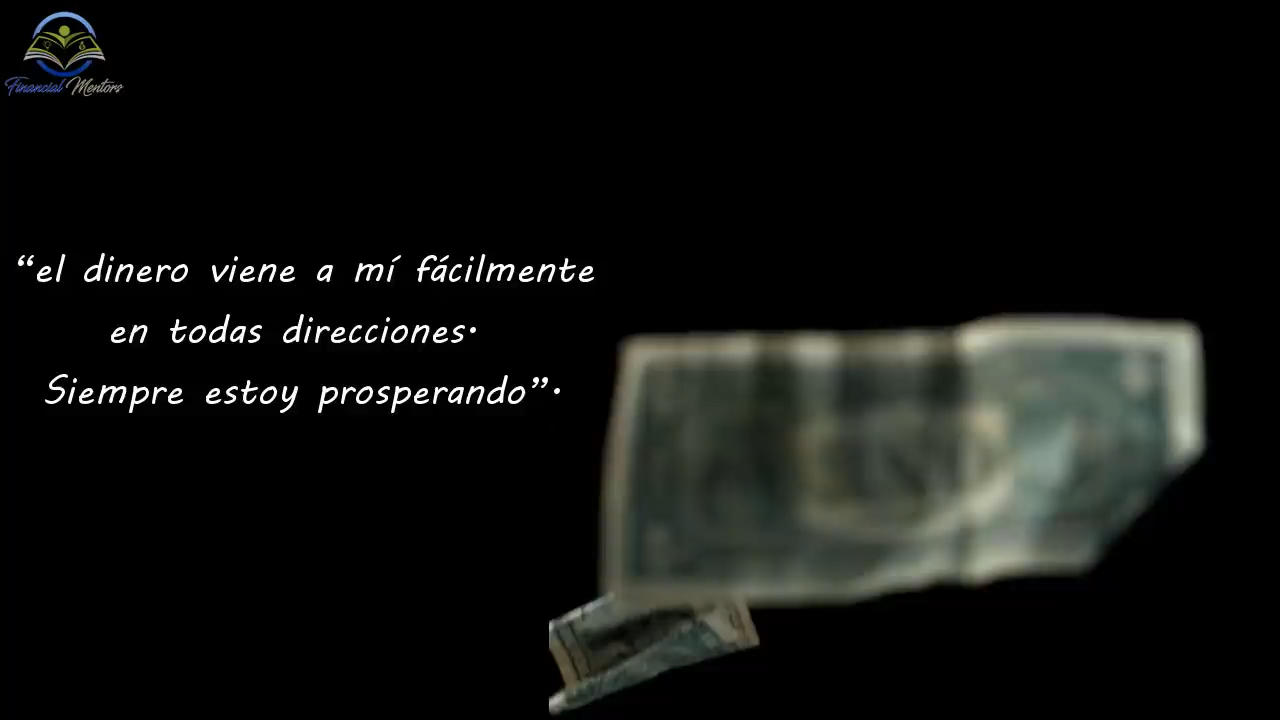 Financial Mentors
“el dinero viene a mí fácilmente
en todas direcciones.
Siempre estoy prosperando”.